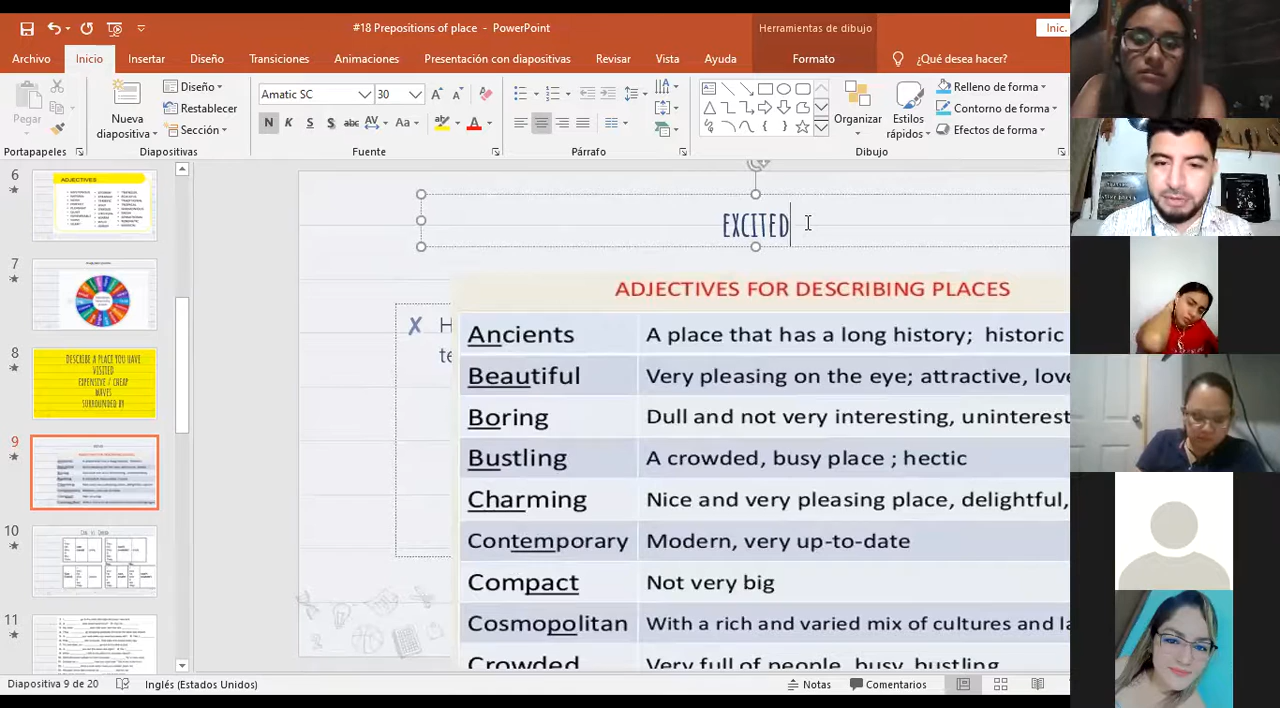 #18 Prepositions of place - PowerPoint
Herramientas de dibujo
Inic.
Archivo Inicio Insertar Diseño Transiciones Animaciones Presentación con diapositivas Revisar Vista Ayuda Formato ¿Qué desea hacer?
Pegar
Nueva diapositiva
Diseño
Restablecer
Sección
Amatic SC 30
N K S S abc AV Aa
Organizar
Estilos rápidos
Relleno de forma
Contorno de forma
Efectos de forma
Portapapeles Diapositivas Fuente Párrafo Dibujo
6
ADJECTIVES
7
8
DESCRIBE A PLACE YOU HAVE
VISITED
EXPENSIVE / CHEAP
WAVES
SURROUNDED BY
9
10
11
EXCITED
X H
te
ADJECTIVES FOR DESCRIBING PLACES
Ancients A place that has a long history; historic
Beautiful Very pleasing on the eye; attractive, love
Boring Dull and not very interesting, uninterest
Bustling A crowded, busy place ; hectic
Charming Nice and very pleasing place, delightful,
Contemporary Modern, very up-to-date
Compact Not very big
Cosmopolitan With a rich and varied mix of cultures and la
Crowded Very full of people, busy, bustling
Diapositiva 9 de 20 Inglés (Estados Unidos) Notas Comentarios